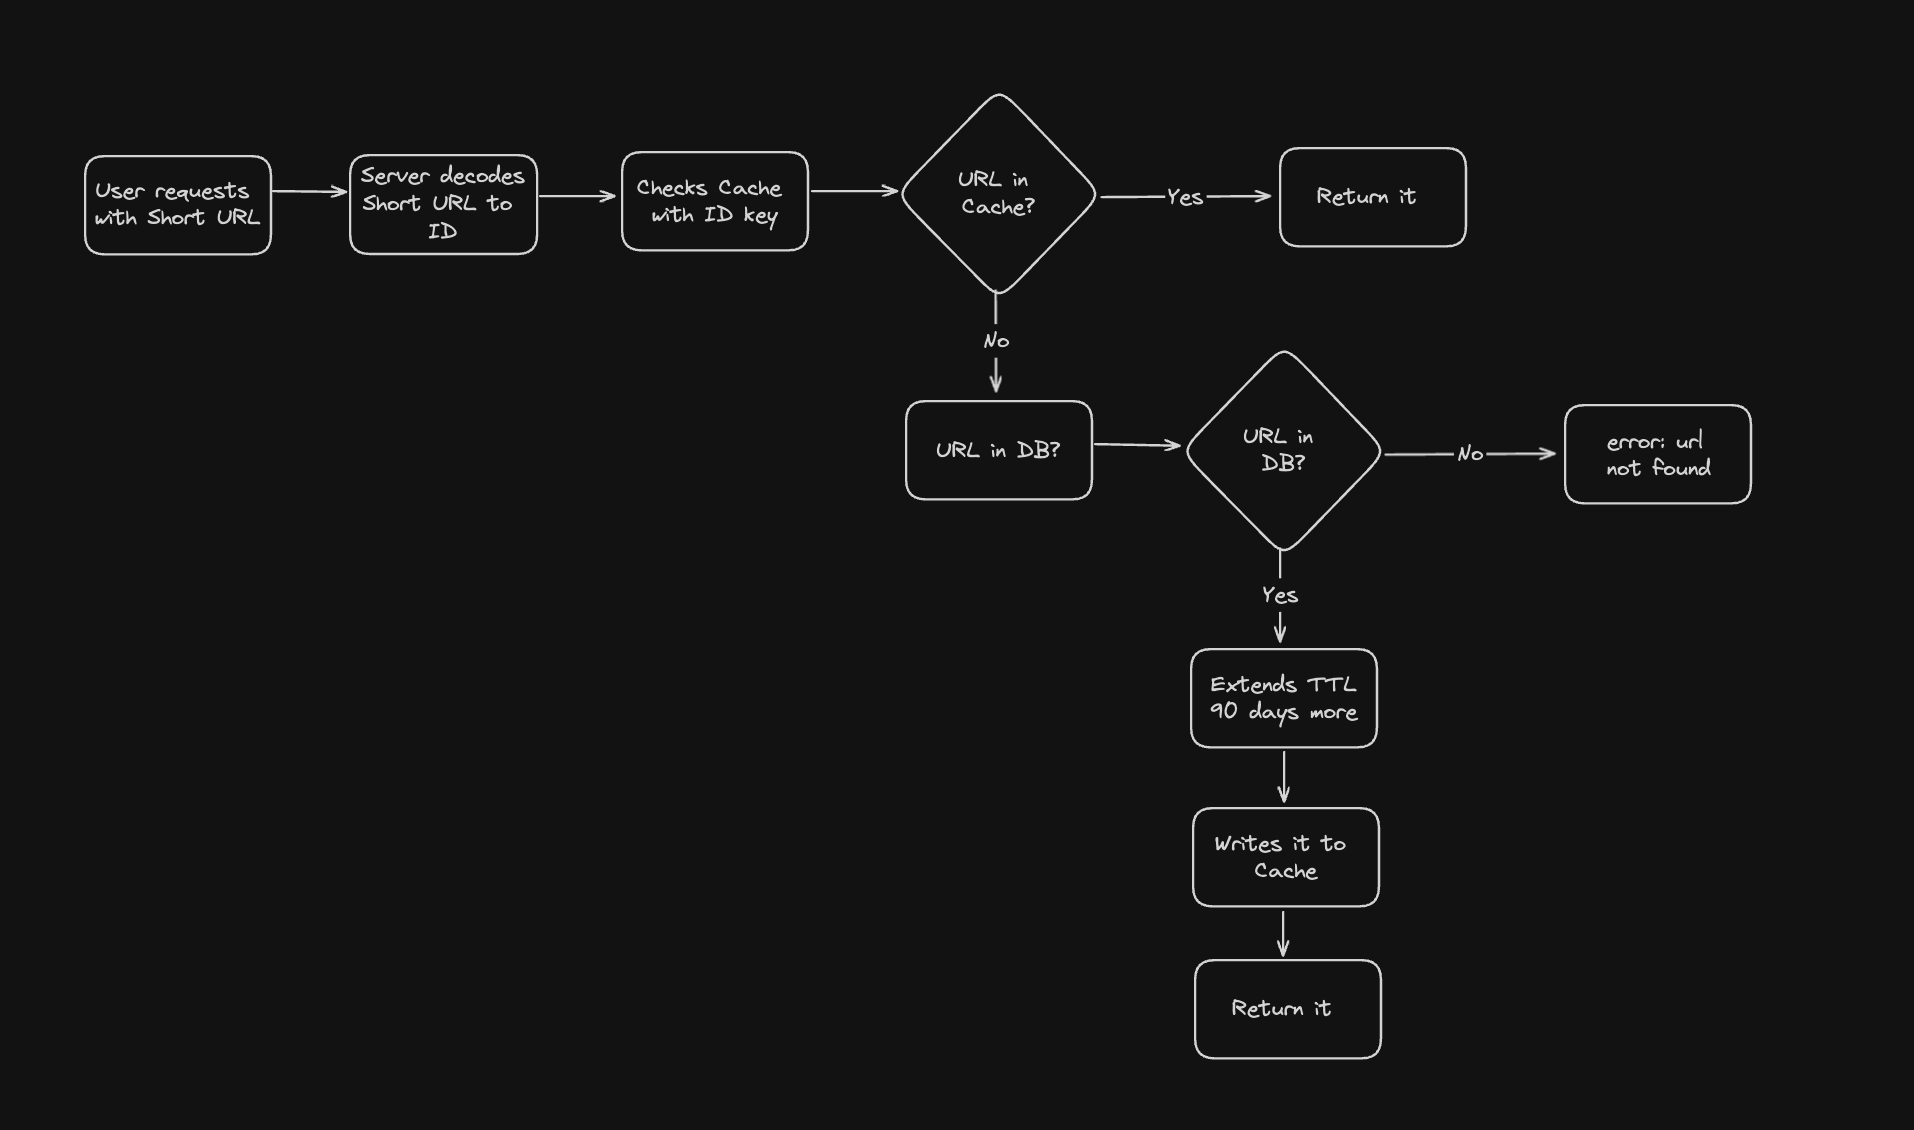 User requests
with Short URL
Server decodes
Short URL to
ID
Checks Cache
with ID key
URL in
Cache?
Yes
Return it
No
URL in DB?
URL in
DB?
No
error: url
not found
Yes
Extends TTL
90 days more
Writes it to
Cache
Return it